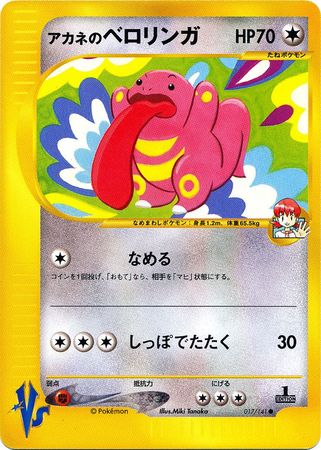 アカネのベロリンガ HP70
たねポケモン
なめまわしポケモン：身長1.2m、体重65.5kg
なめる
コインを1回投げ、「おもて」なら、相手を「マヒ」状態にする。
しっぽでたたく 30
弱点 抵抗力 にげる
©Pokémon Illus.Miki Tanaka 017/141
1 EDITION
VS